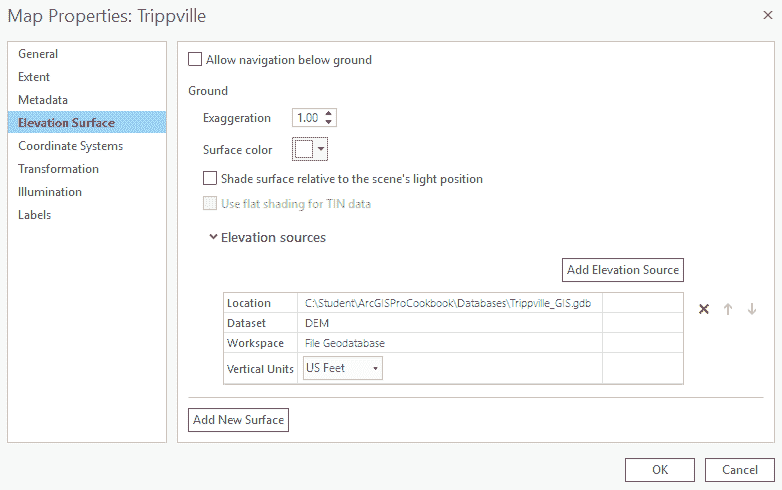 Map Properties: Trippville
General
Extent
Metadata
Elevation Surface
Coordinate Systems
Transformation
Illumination
Labels
Allow navigation below ground
Ground
Exaggeration 1.00
Surface color
Shade surface relative to the scene's light position
Use flat shading for TIN data
Elevation sources
Add Elevation Source
Location C:\Student\ArcGISProCookbook\Databases\Trippville_GIS.gdb
Dataset DEM
Workspace File Geodatabase
Vertical Units US Feet
Add New Surface
OK Cancel